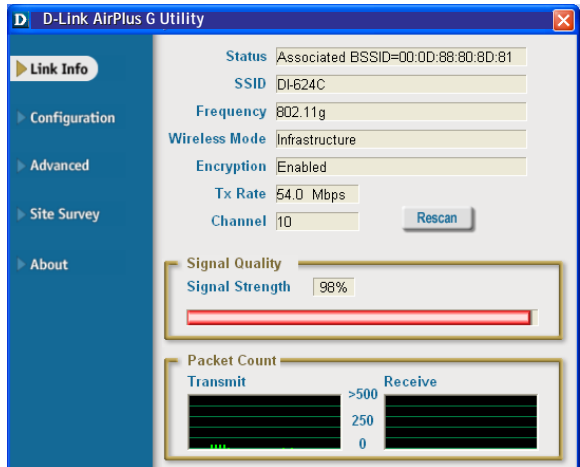 D D-Link AirPlus G Utility
Link Info
Configuration
Advanced
Site Survey
About
Status Associated BSSID=00:0D:88:80:8D:81
SSID DI-624C
Frequency 802.11g
Wireless Mode Infrastructure
Encryption Enabled
Tx Rate 54.0 Mbps
Channel 10 Rescan
Signal Quality
Signal Strength 98%
Packet Count
Transmit Receive
>500
250
0